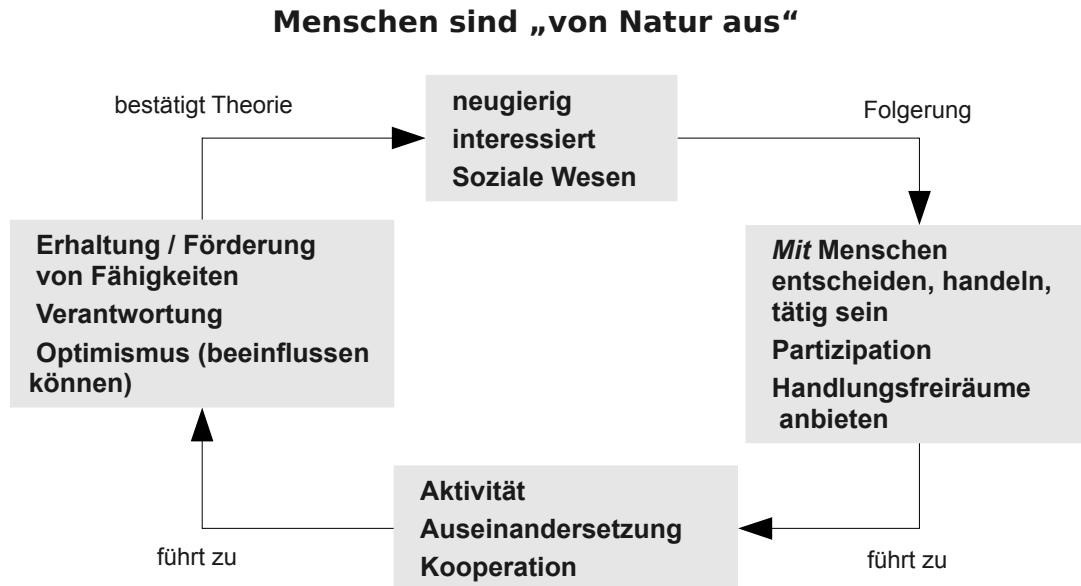 Menschen sind „von Natur aus“
bestätigt Theorie
neugierig
interessiert
Soziale Wesen
Folgerung
Mit Menschen
entscheiden, handeln,
tätig sein
Partizipation
Handlungsfreiräume
anbieten
führt zu
Aktivität
Auseinandersetzung
Kooperation
führt zu
Erhaltung / Förderung
von Fähigkeiten
Verantwortung
Optimismus (beeinflussen
können)